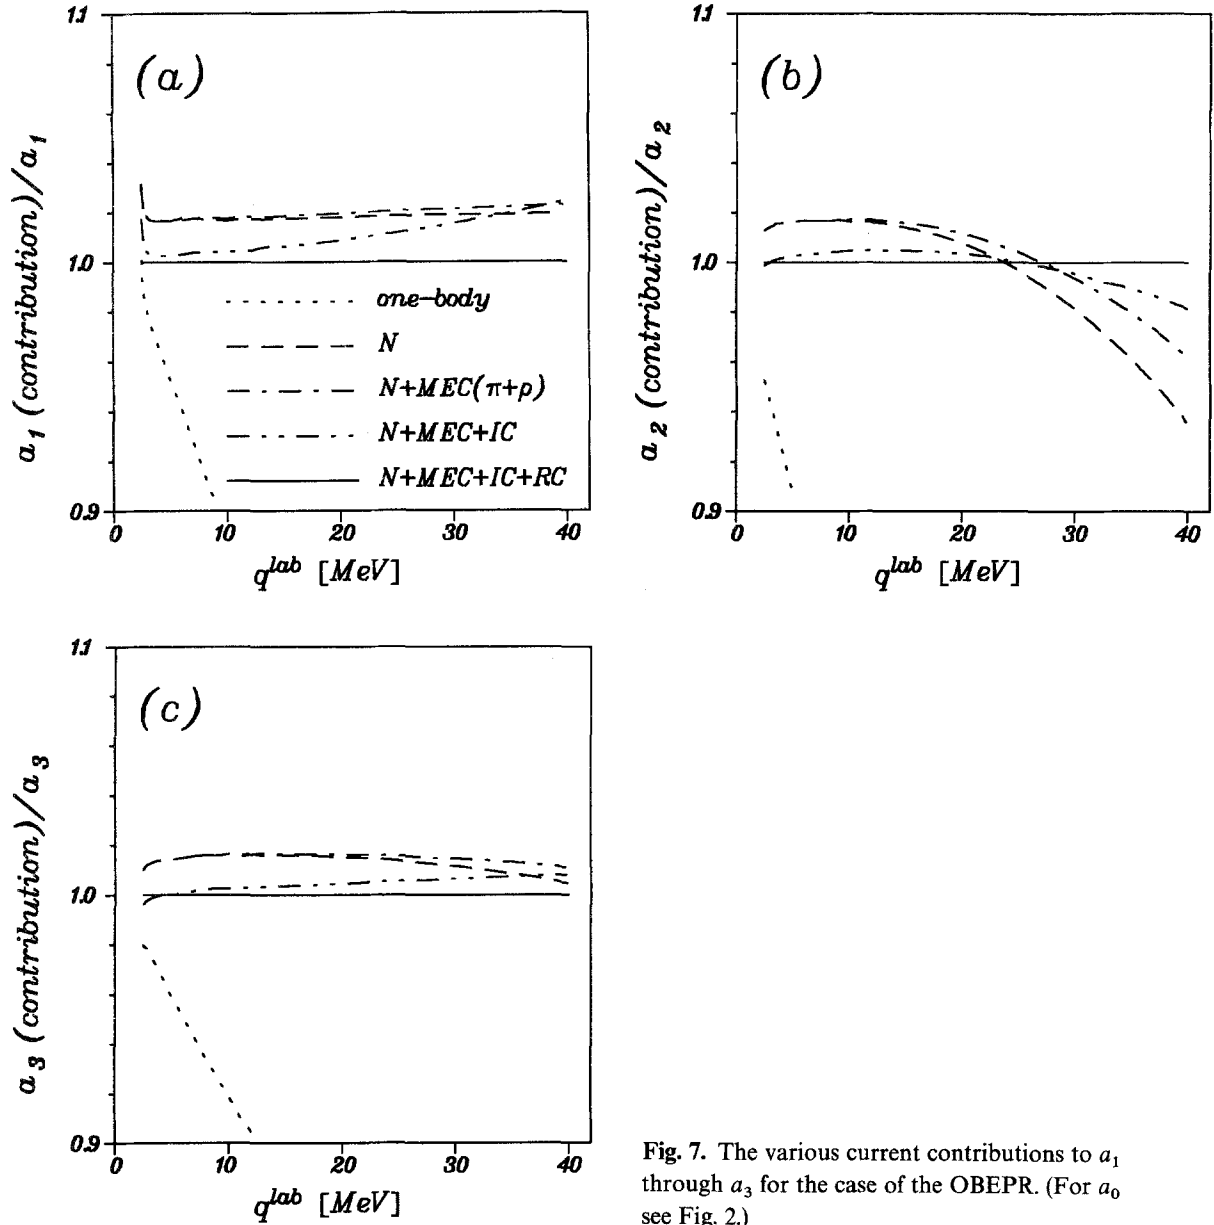 (a)
a₁ (contribution)/a₁
1.1
1.0
0.9
one-body
N
N+MEC(π+ρ)
N+MEC+IC
N+MEC+IC+RC
0 10 20 30 40
q^lab [MeV]
(b)
a₂ (contribution)/a₂
1.1
1.0
0.9
0 10 20 30 40
q^lab [MeV]
(c)
a₃ (contribution)/a₃
1.1
1.0
0.9
0 10 20 30 40
q^lab [MeV]
Fig. 7. The various current contributions to a₁
through a₃ for the case of the OBEPR. (For a₀
see Fig. 2.)